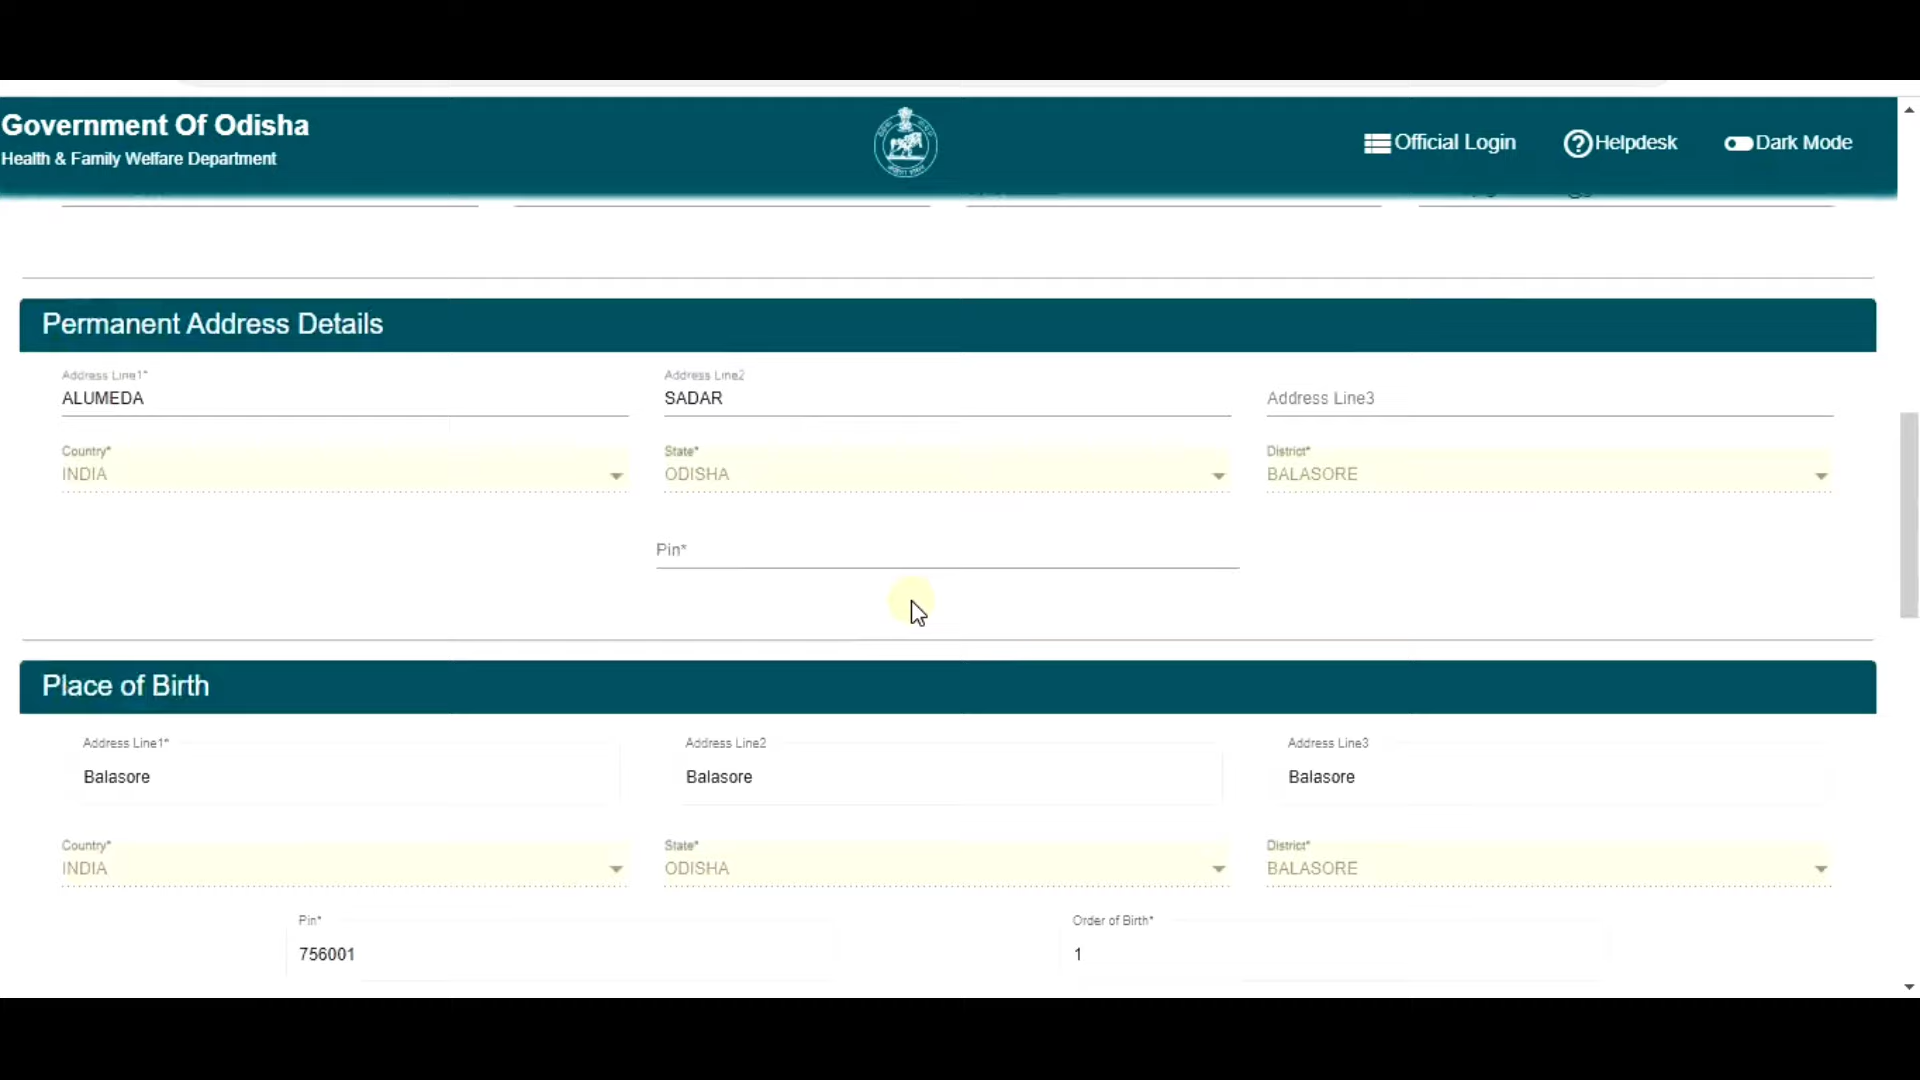 Government Of Odisha
Health & Family Welfare Department
Official Login
Helpdesk
Dark Mode
Permanent Address Details
Address Line1*
Address Line2
ALUMEDA
SADAR
Address Line3
Country*
State*
District*
INDIA
ODISHA
BALASORE
Pin*
Place of Birth
Address Line1*
Address Line2
Address Line3
Balasore
Balasore
Balasore
Country*
State*
District*
INDIA
ODISHA
BALASORE
Pin*
Order of Birth*
756001
1